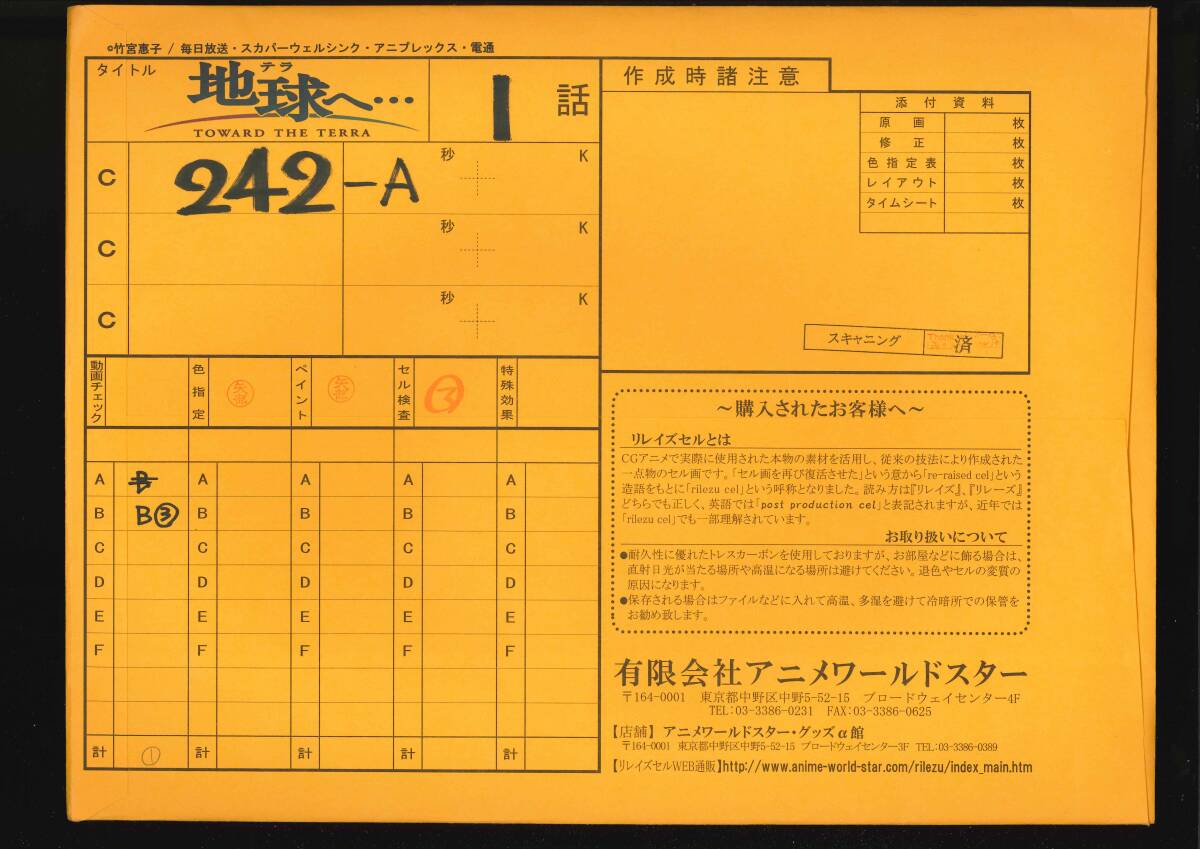 ©竹宮惠子 / 毎日放送・スカパーウェルシンク・アニプレックス・電通
タイトル
テラ
地球へ…
TOWARD THE TERRA
1 話
C 242-A 秒 K
C 秒 K
C 秒 K
動画チェック 色指定 矢部 ペイント 矢部 セル検査 特殊効果
A B A A A A
B B③ B B B B
C C C C C
D D D D D
E E E E E
F F F F F
計 ① 計 計 計 計
作成時諸注意
添付資料
原画 枚
修正 枚
色指定表 枚
レイアウト 枚
タイムシート 枚
スキャニング 済
～購入されたお客様へ～
リレイズセルとは
CGアニメで実際に使用された本物の素材を活用し、従来の技法により作成された
一点物のセル画です。「セル画を再び復活させた」という意から「re-raised cel」という
造語をもとに「rilezu cel」という呼称となりました。読み方は『リレイズ』、『リレーズ』
どちらでも正しく、英語では「post production cel」と表記されますが、近年では
「rilezu cel」でも一部理解されています。
お取り扱いについて
●耐久性に優れたトレスカーボンを使用しておりますが、お部屋などに飾る場合は、
直射日光が当たる場所や高温になる場所は避けてください。退色やセルの変質の
原因になります。
●保存される場合はファイルなどに入れて高温、多湿を避けて冷暗所での保管を
お勧め致します。
有限会社アニメワールドスター
〒164-0001 東京都中野区中野5-52-15 ブロードウェイセンター4F
TEL:03-3386-0231 FAX:03-3386-0625
【店舗】 アニメワールドスター・グッズα館
〒164-0001 東京都中野区中野5-52-15 ブロードウェイセンター3F TEL:03-3386-0389
【リレイズセルWEB通販】http://www.anime-world-star.com/rilezu/index_main.htm